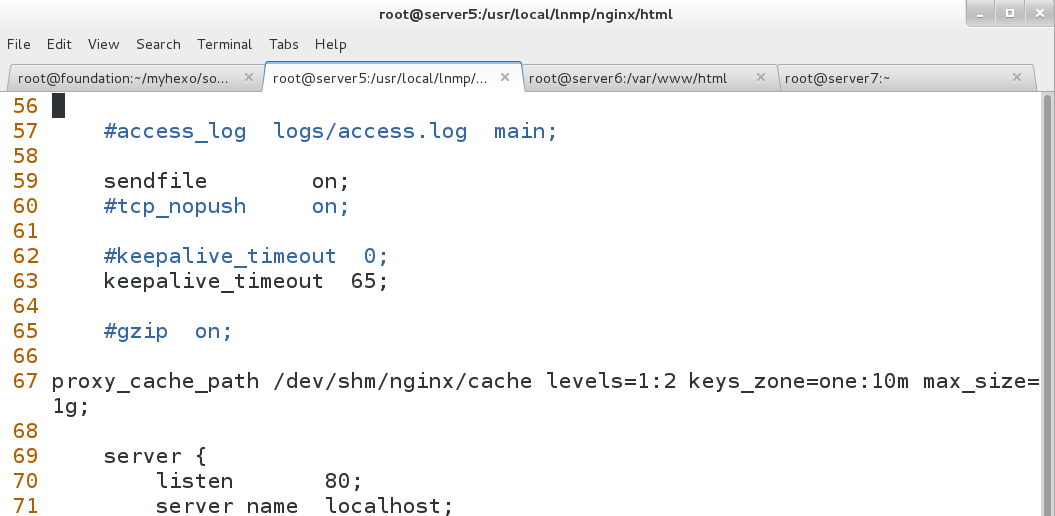 root@server5:/usr/local/lnmp/nginx/html
File Edit View Search Terminal Tabs Help
root@foundation:~/myhexo/so... root@server5:/usr/local/lnmp/... root@server6:/var/www/html root@server7:~
56
57 #access_log logs/access.log main;
58
59 sendfile on;
60 #tcp_nopush on;
61
62 #keepalive_timeout 0;
63 keepalive_timeout 65;
64
65 #gzip on;
66
67 proxy_cache_path /dev/shm/nginx/cache levels=1:2 keys_zone=one:10m max_size=
1g;
68
69 server {
70 listen 80;
71 server_name localhost;